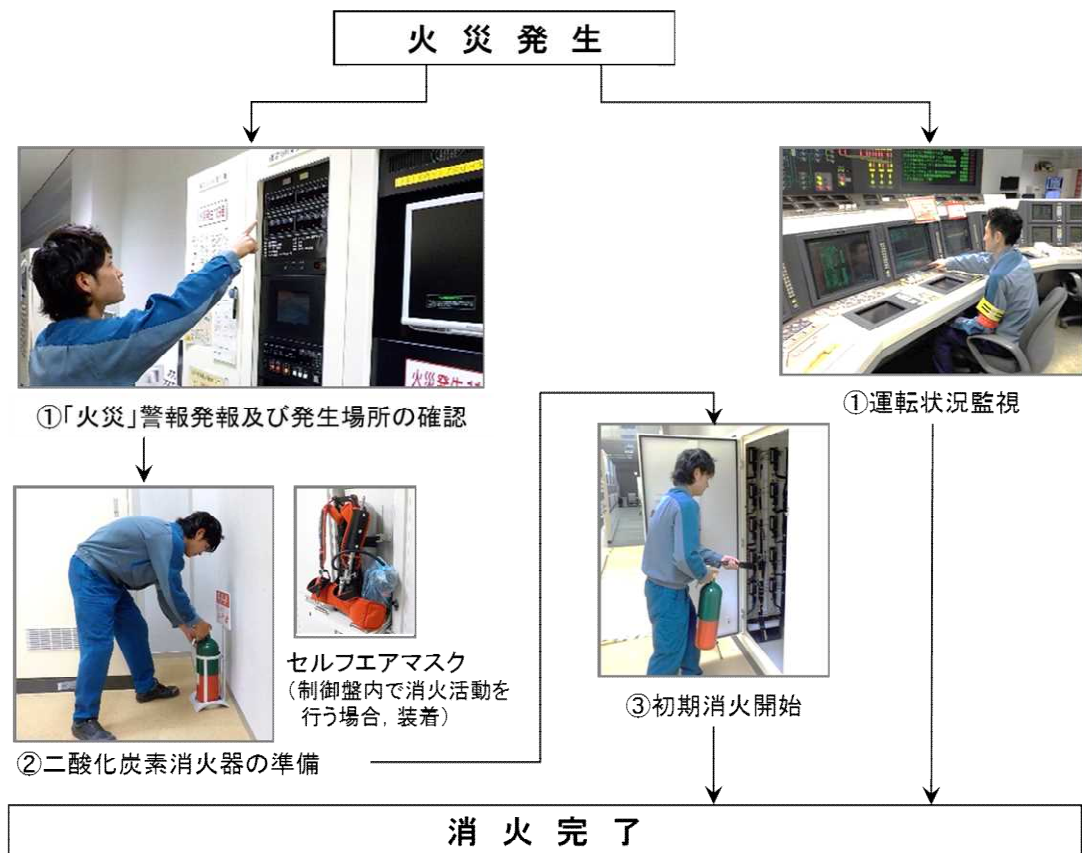 火災発生
①「火災」警報発報及び発生場所の確認
①運転状況監視
セルフエアマスク
（制御盤内で消火活動を
行う場合，装着）
②二酸化炭素消火器の準備
③初期消火開始
消火完了